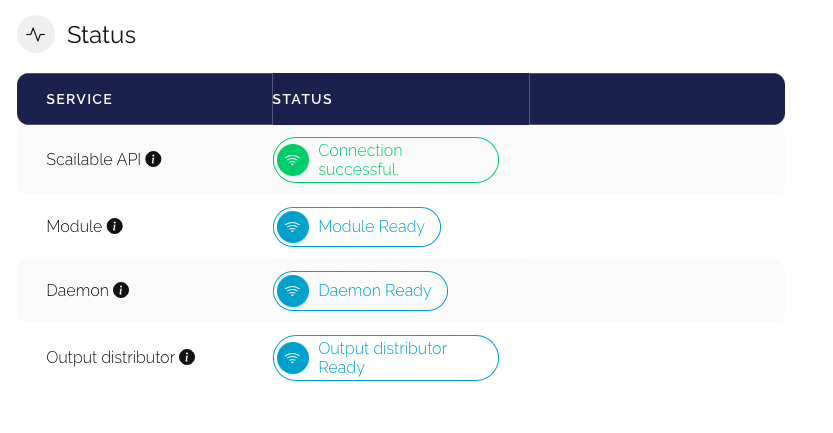 Status
SERVICE STATUS
Scailable API i Connection
successful.
Module i Module Ready
Daemon i Daemon Ready
Output distributor i Output distributor
Ready